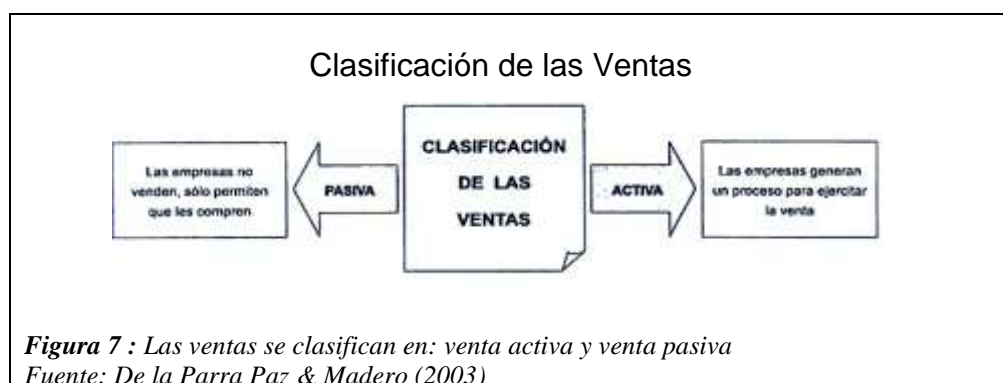 Clasificación de las Ventas
Las empresas no
venden, sólo permiten
que les compren.
PASIVA
CLASIFICACIÓN
DE LAS
VENTAS
ACTIVA
Las empresas generan
un proceso para ejercitar
la venta
Figura 7 : Las ventas se clasifican en: venta activa y venta pasiva
Fuente: De la Parra Paz & Madero (2003)